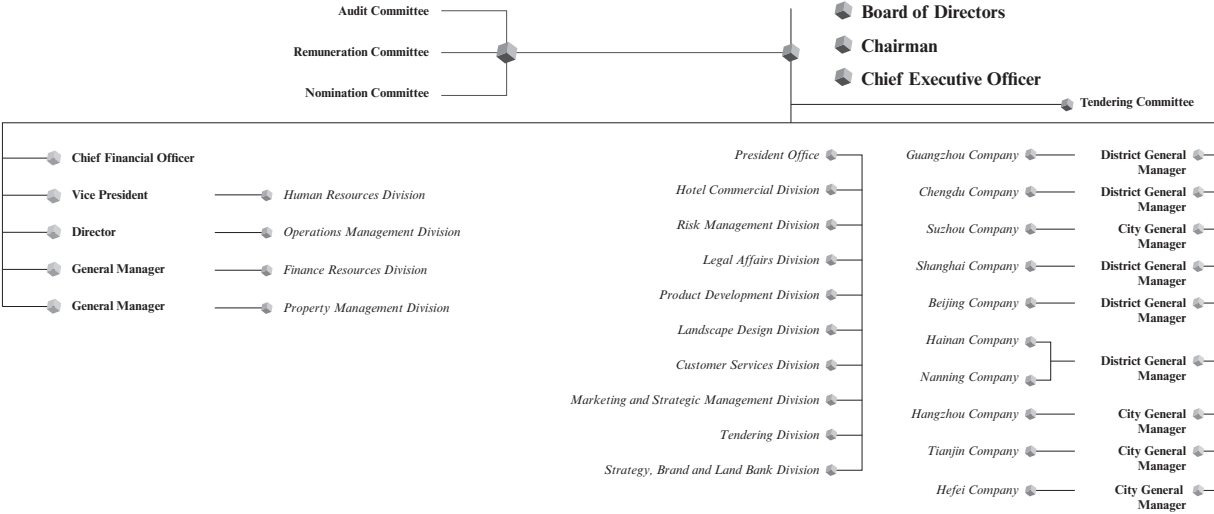 Audit Committee
Remuneration Committee
Nomination Committee
Board of Directors
Chairman
Chief Executive Officer
Tendering Committee
Chief Financial Officer
Vice President
Human Resources Division
Director
Operations Management Division
General Manager
Finance Resources Division
General Manager
Property Management Division
President Office
Hotel Commercial Division
Risk Management Division
Legal Affairs Division
Product Development Division
Landscape Design Division
Customer Services Division
Marketing and Strategic Management Division
Tendering Division
Strategy, Brand and Land Bank Division
Guangzhou Company
District General
Manager
Chengdu Company
District General
Manager
Suzhou Company
City General
Manager
Shanghai Company
District General
Manager
Beijing Company
District General
Manager
Hainan Company
Nanning Company
District General
Manager
Hangzhou Company
City General
Manager
Tianjin Company
City General
Manager
Hefei Company
City General
Manager